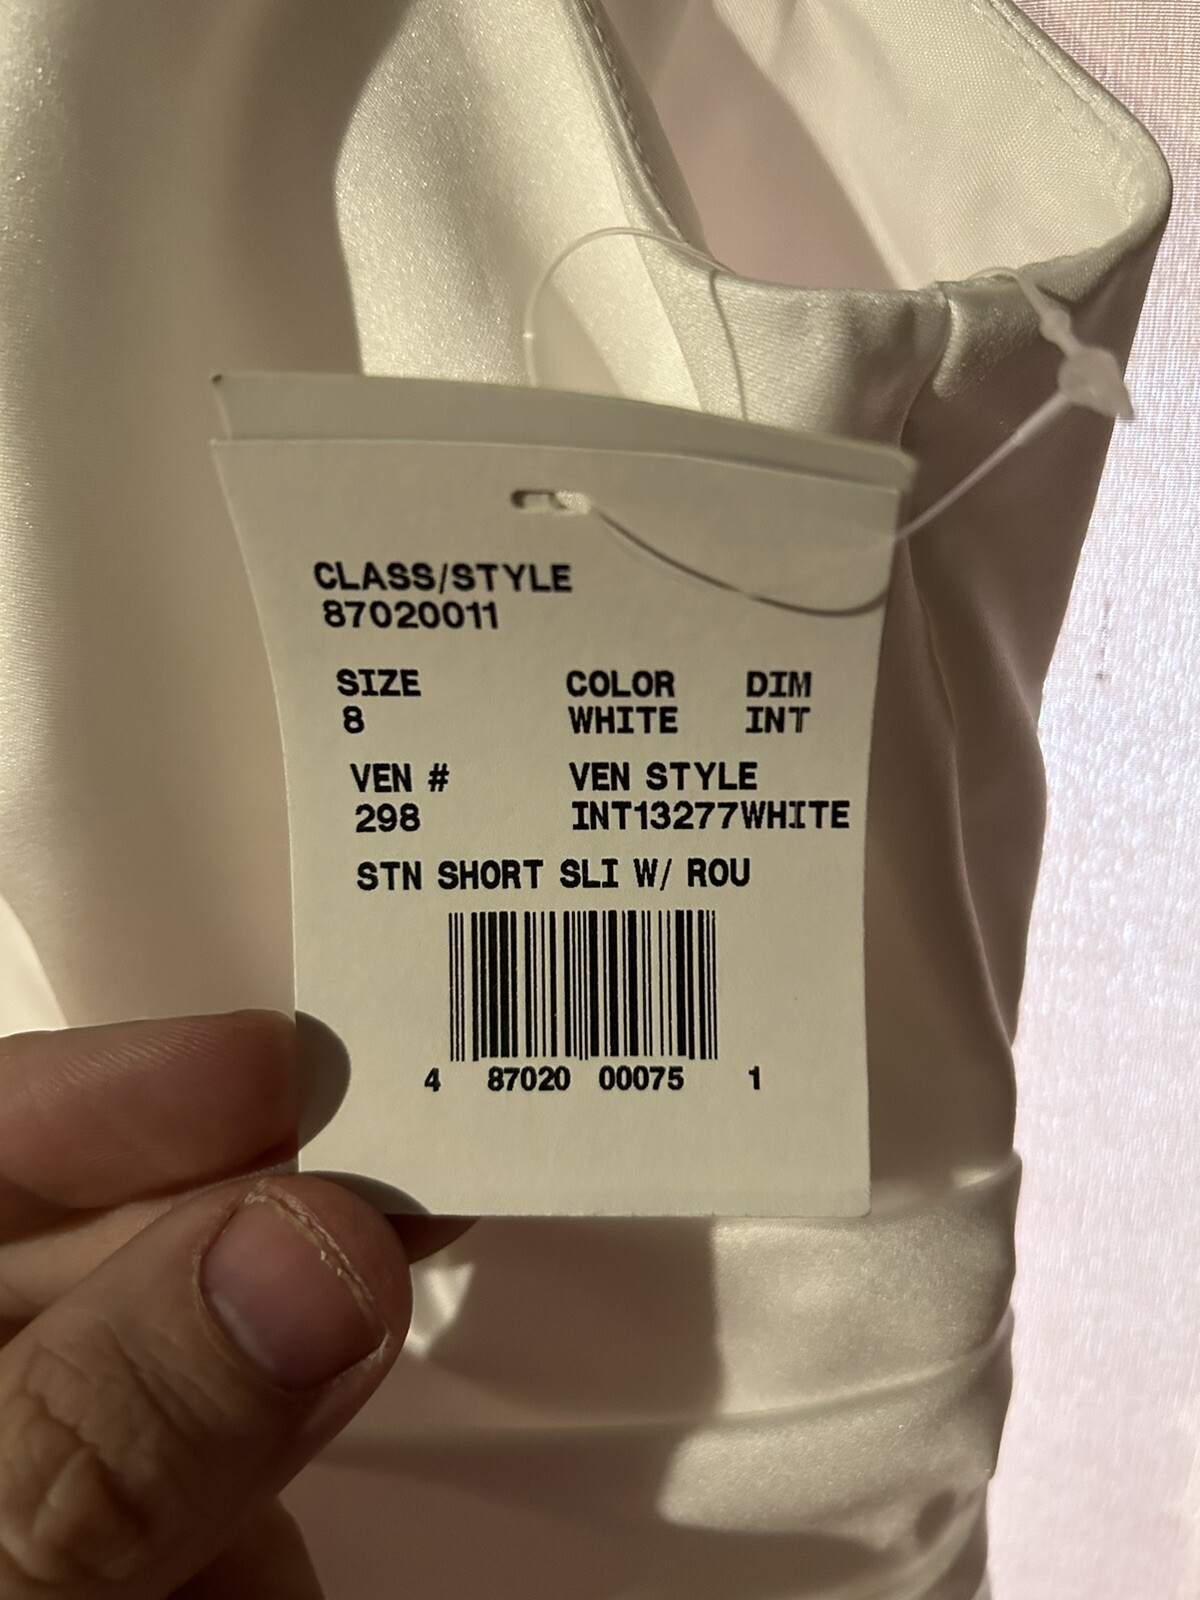 CLASS/STYLE
87020011
SIZE COLOR DIM
8 WHITE INT
VEN # VEN STYLE
298 INT13277WHITE
STN SHORT SLI W/ ROU
4 87020 00075 1